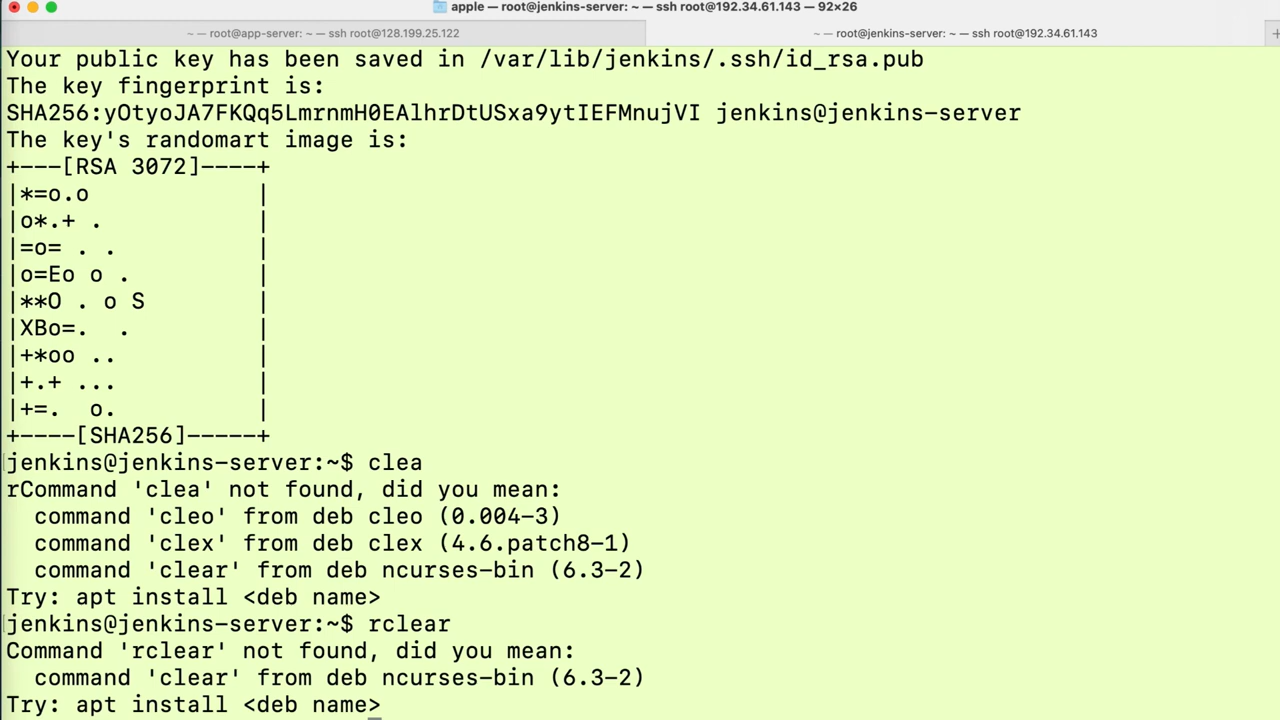 apple — root@jenkins-server: ~ — ssh root@192.34.61.143 — 92×26
~ — root@app-server: ~ — ssh root@128.199.25.122
~ — root@jenkins-server: ~ — ssh root@192.34.61.143
+
Your public key has been saved in /var/lib/jenkins/.ssh/id_rsa.pub
The key fingerprint is:
SHA256:yOtyoJA7FKQq5LmrnmH0EAlhrDtUSxa9ytIEFMnujVI jenkins@jenkins-server
The key's randomart image is:
+---[RSA 3072]----+
|*=o.o            |
|o*.+ .           |
|=o= . .          |
|o=Eo o .         |
|**O . o S        |
|XBo=.  .         |
|+*oo ..          |
|+.+ ...          |
|+=.  o.          |
+----[SHA256]-----+
jenkins@jenkins-server:~$ clea
rCommand 'clea' not found, did you mean:
  command 'cleo' from deb cleo (0.004-3)
  command 'clex' from deb clex (4.6.patch8-1)
  command 'clear' from deb ncurses-bin (6.3-2)
Try: apt install <deb name>
jenkins@jenkins-server:~$ rclear
Command 'rclear' not found, did you mean:
  command 'clear' from deb ncurses-bin (6.3-2)
Try: apt install <deb name>